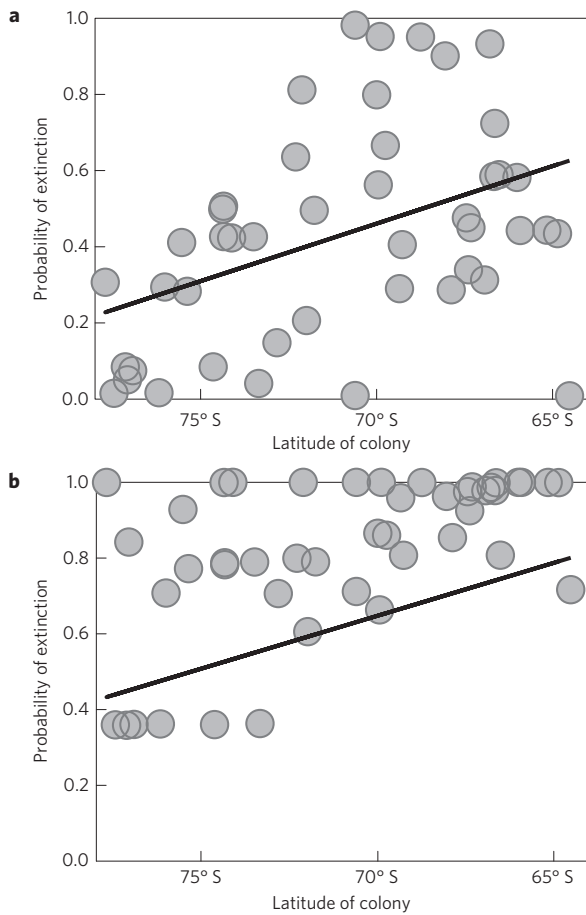 a
Probability of extinction
1.0
0.8
0.6
0.4
0.2
0.0
75° S
70° S
65° S
Latitude of colony
b
Probability of extinction
1.0
0.8
0.6
0.4
0.2
0.0
75° S
70° S
65° S
Latitude of colony